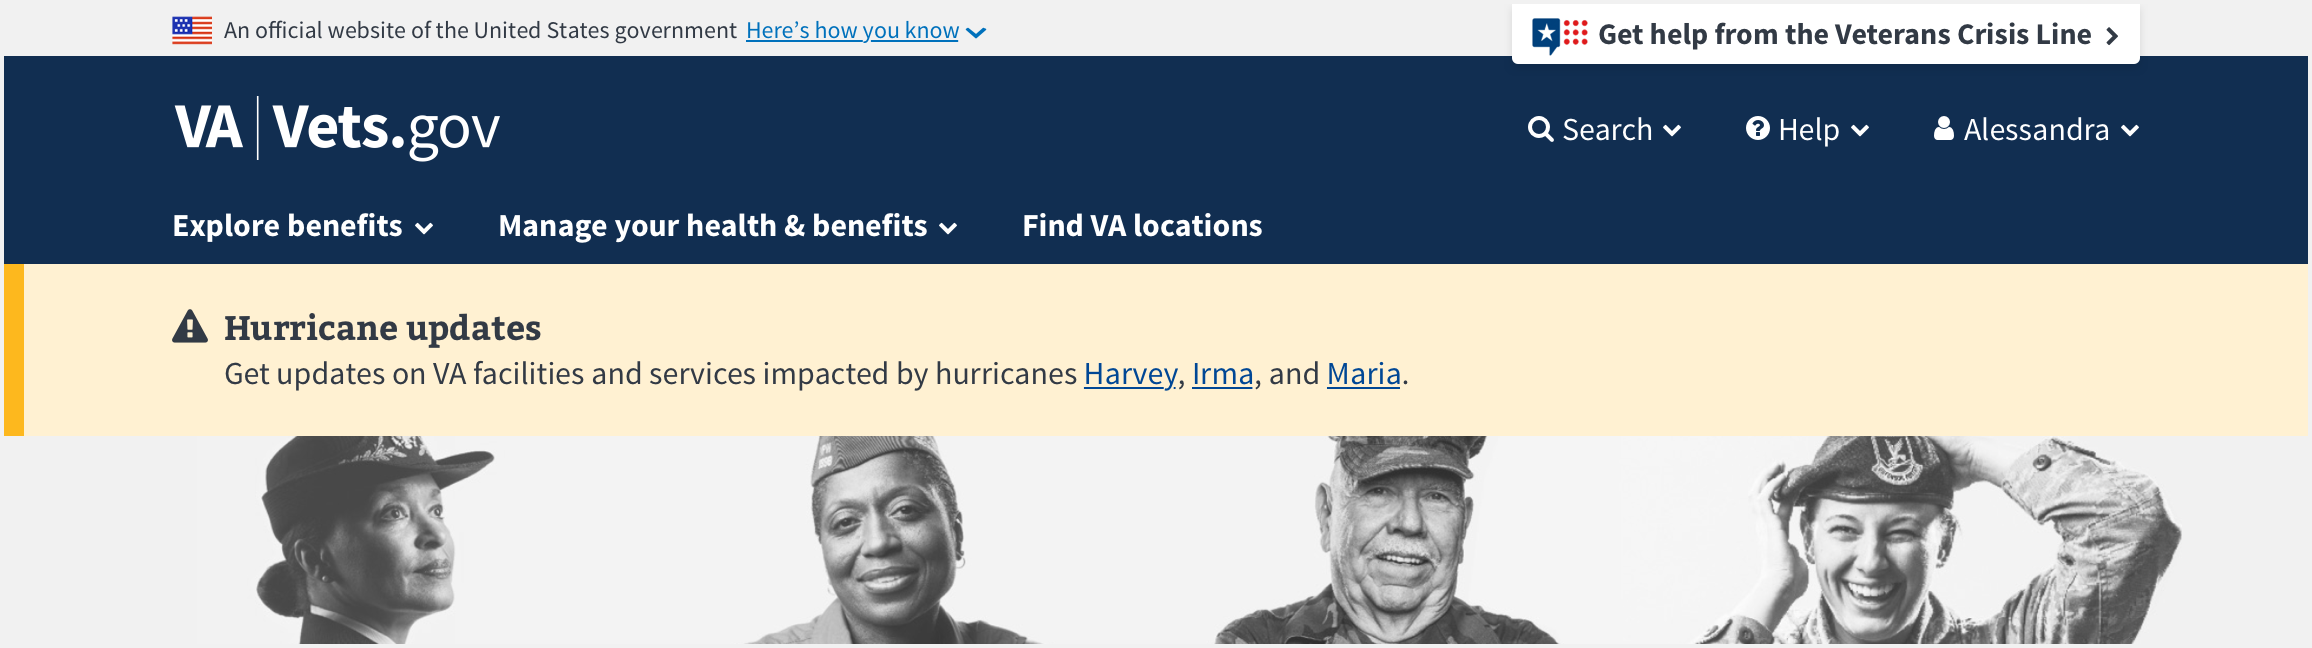 An official website of the United States government Here’s how you know
Get help from the Veterans Crisis Line
VA Vets.gov
Search Help Alessandra
Explore benefits Manage your health & benefits Find VA locations
Hurricane updates
Get updates on VA facilities and services impacted by hurricanes Harvey, Irma, and Maria.